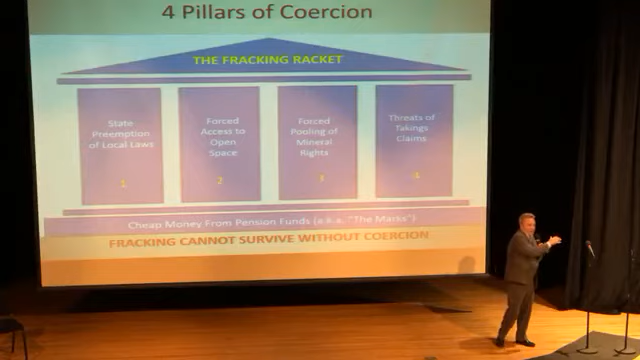 4 Pillars of Coercion
THE FRACKING RACKET
State
Preemption
of Local Laws
1
Forced
Access to
Open
Space
2
Forced
Pooling of
Mineral
Rights
3
Threats of
Takings
Claims
4
Cheap Money From Pension Funds (a.k.a. "The Marks")
FRACKING CANNOT SURVIVE WITHOUT COERCION